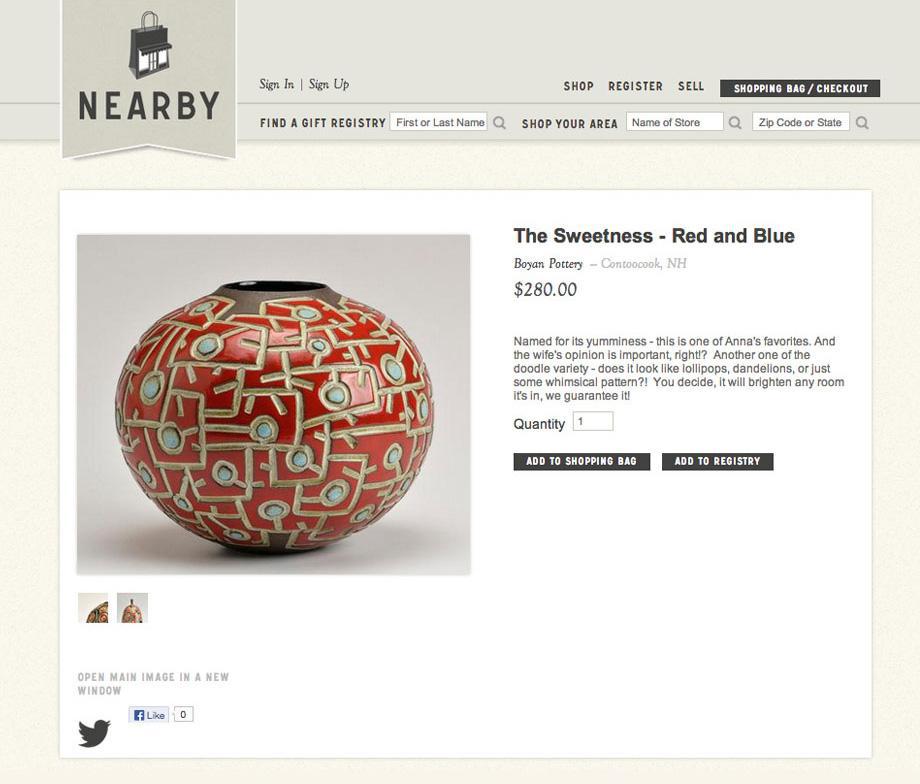 NEARBY
Sign In | Sign Up
SHOP REGISTER SELL SHOPPING BAG / CHECKOUT
FIND A GIFT REGISTRY First or Last Name SHOP YOUR AREA Name of Store Zip Code or State
The Sweetness - Red and Blue
Boyan Pottery – Contoocook, NH
$280.00
Named for its yumminess - this is one of Anna's favorites. And
the wife's opinion is important, right!? Another one of the
doodle variety - does it look like lollipops, dandelions, or just
some whimsical pattern?! You decide, it will brighten any room
it's in, we guarantee it!
Quantity 1
ADD TO SHOPPING BAG ADD TO REGISTRY
OPEN MAIN IMAGE IN A NEW
WINDOW
Like 0